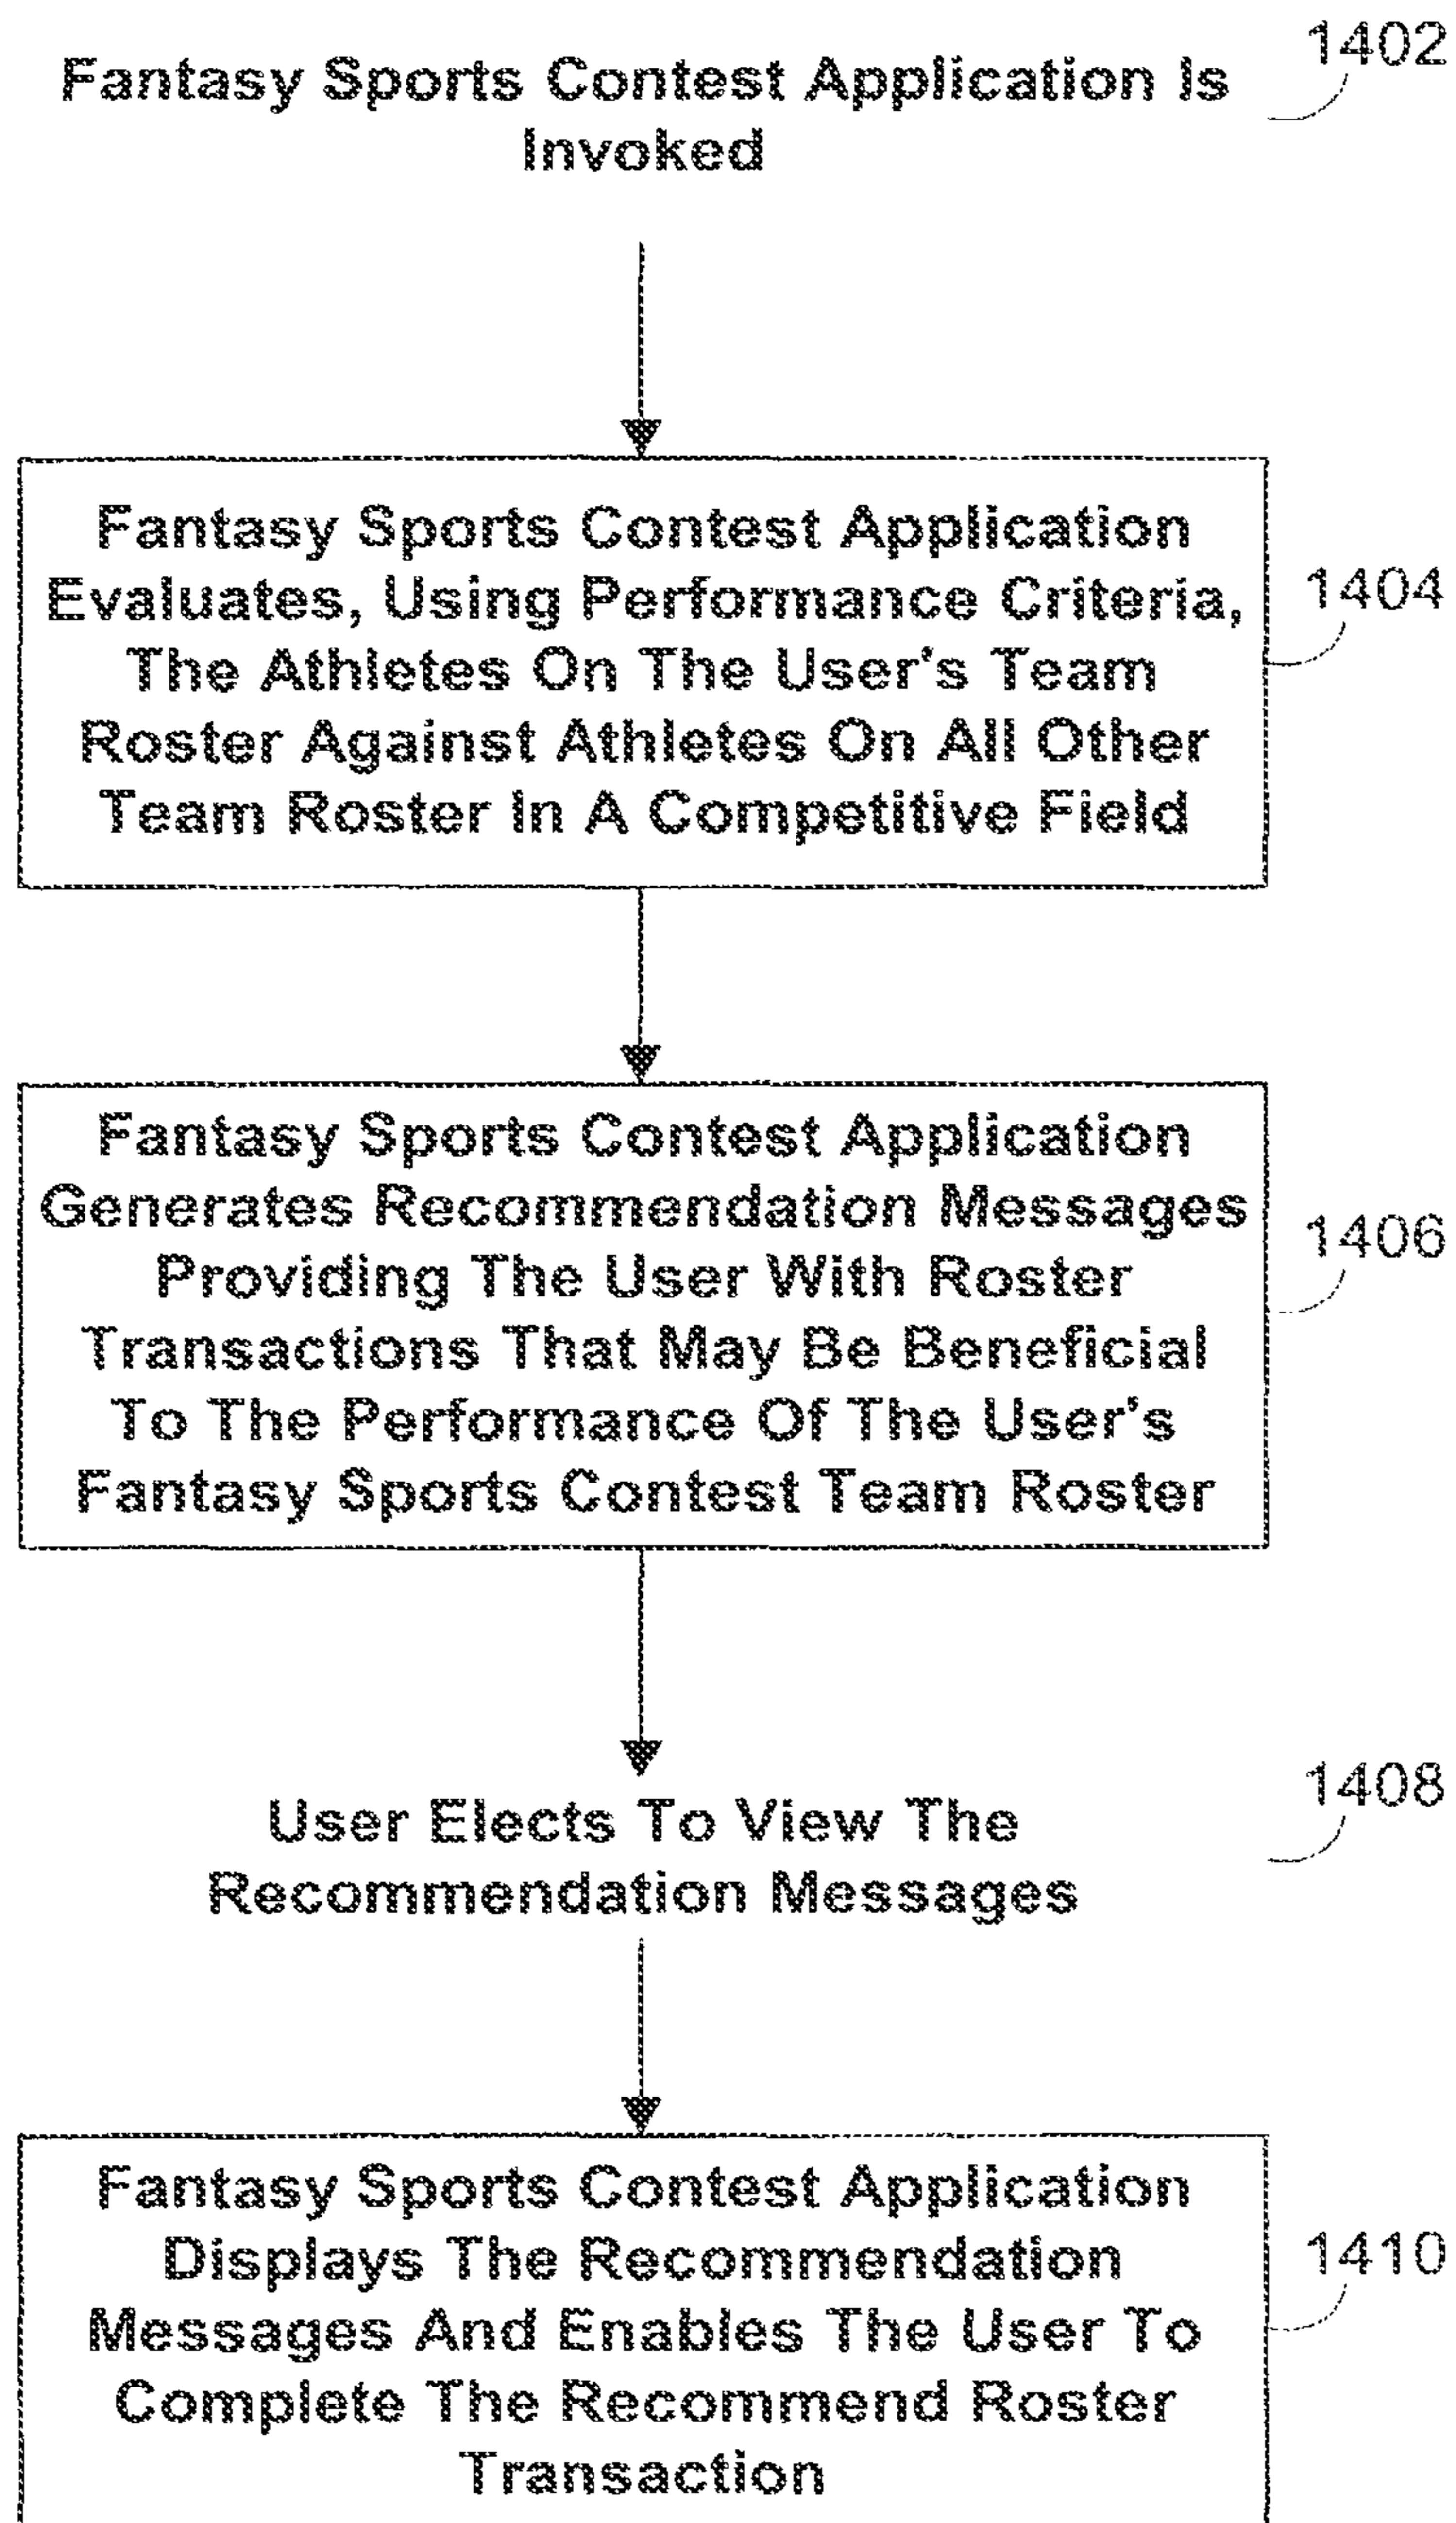 1402
Fantasy Sports Contest Application Is
Invoked
Fantasy Sports Contest Application
Evaluates, Using Performance Criteria,
The Athletes On The User's Team
Roster Against Athletes On All Other
Team Roster In A Competitive Field
1404
Fantasy Sports Contest Application
Generates Recommendation Messages
Providing The User With Roster
Transactions That May Be Beneficial
To The Performance Of The User's
Fantasy Sports Contest Team Roster
1406
User Elects To View The
Recommendation Messages
1408
Fantasy Sports Contest Application
Displays The Recommendation
Messages And Enables The User To
Complete The Recommend Roster
Transaction
1410